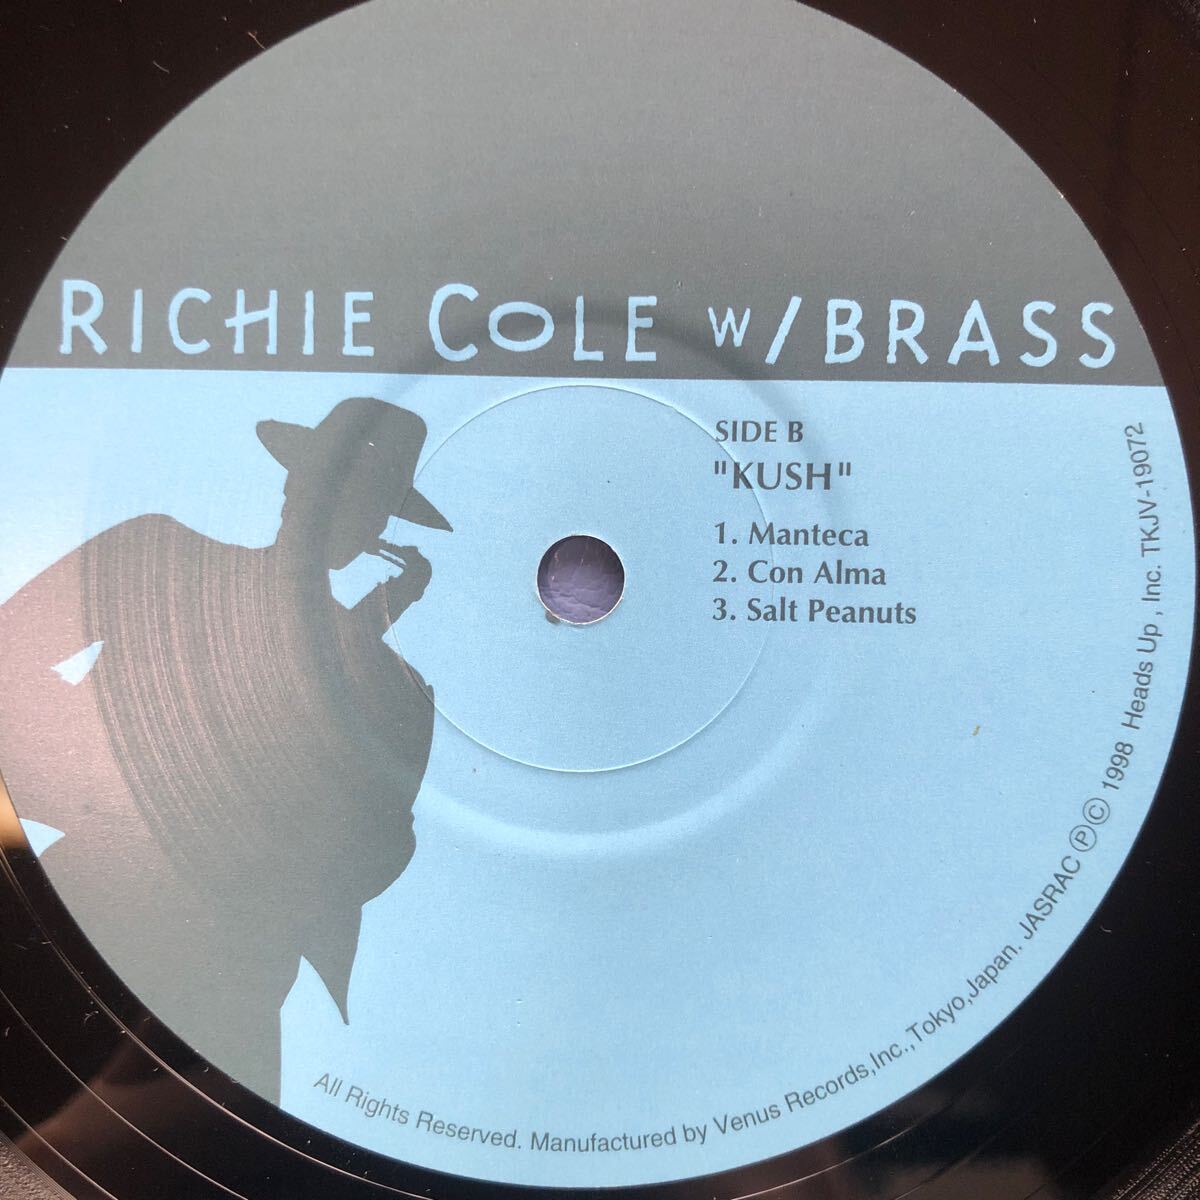 RICHIE COLE W/BRASS
SIDE B
"KUSH"
1. Manteca
2. Con Alma
3. Salt Peanuts
All Rights Reserved. Manufactured by Venus Records,Inc.,Tokyo,Japan. JASRAC Ⓟ© 1998 Heads Up , Inc. TKJV-19072